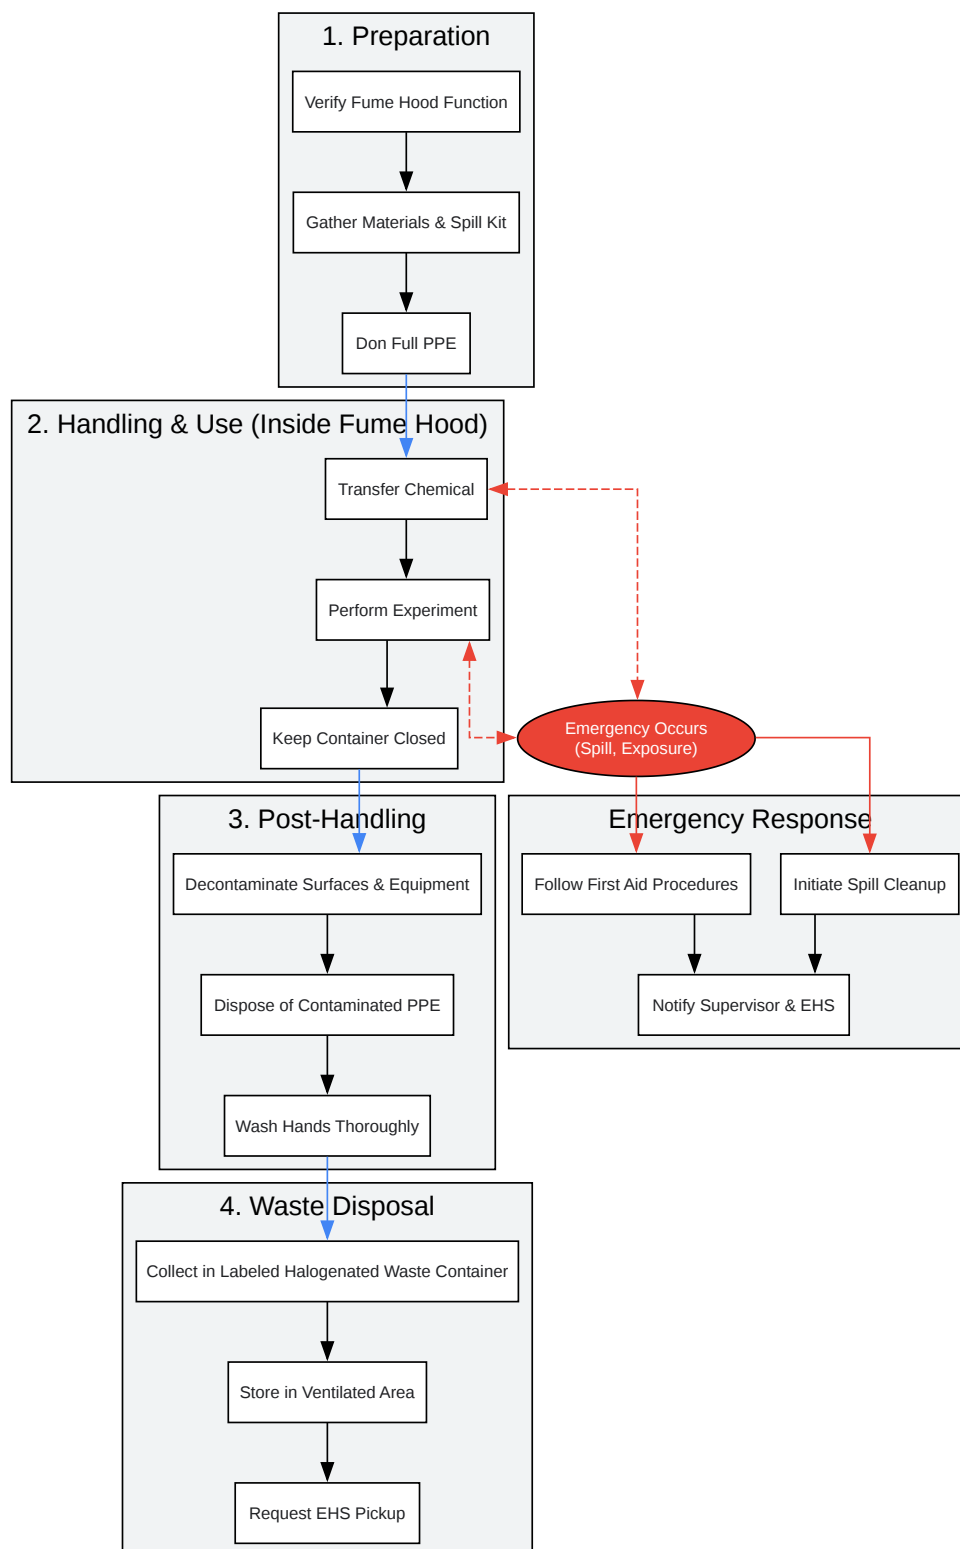 1. Preparation
Verify Fume Hood Function
Gather Materials & Spill Kit
Don Full PPE
2. Handling & Use (Inside Fume Hood)
Transfer Chemical
Perform Experiment
Keep Container Closed
Emergency Occurs
(Spill, Exposure)
3. Post-Handling
Decontaminate Surfaces & Equipment
Dispose of Contaminated PPE
Wash Hands Thoroughly
Emergency Response
Follow First Aid Procedures
Initiate Spill Cleanup
Notify Supervisor & EHS
4. Waste Disposal
Collect in Labeled Halogenated Waste Container
Store in Ventilated Area
Request EHS Pickup